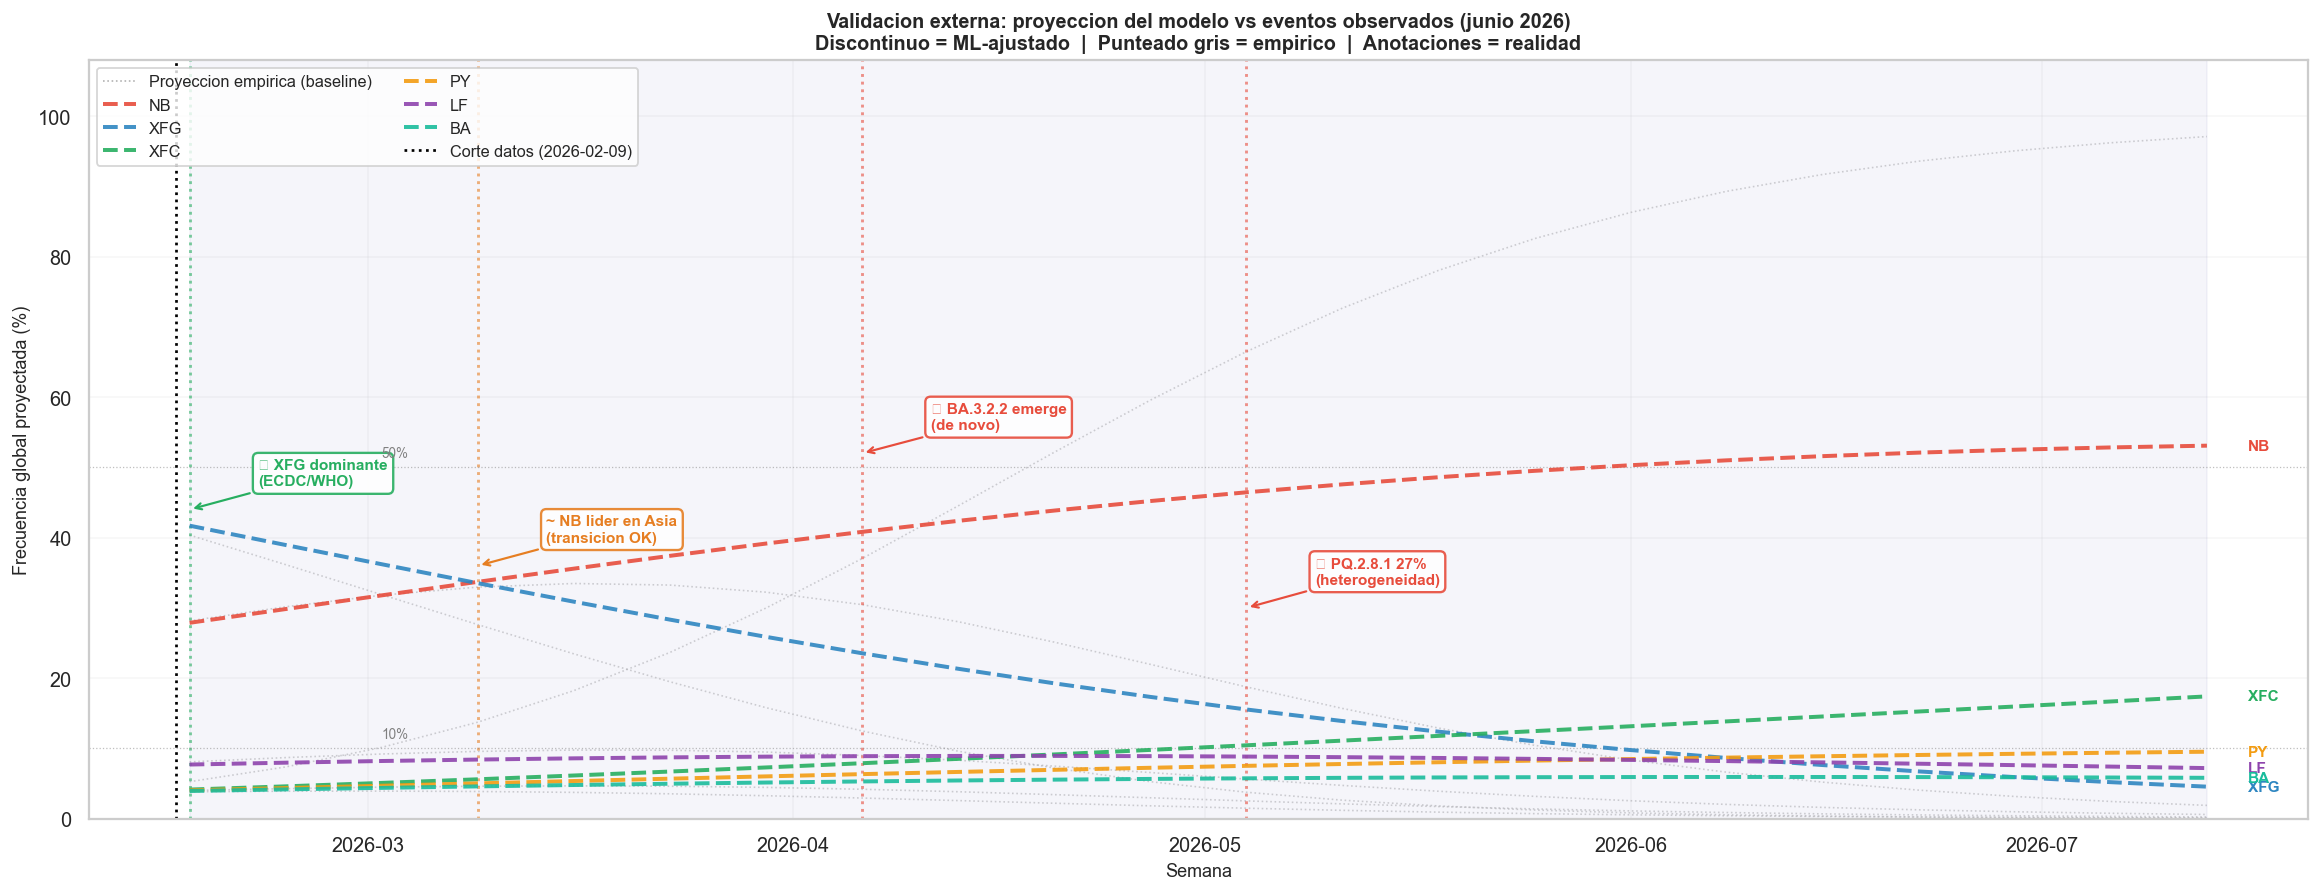 Validacion externa: proyeccion del modelo vs eventos observados (junio 2026)
Discontinuo = ML-ajustado | Punteado gris = empirico | Anotaciones = realidad
Proyeccion empirica (baseline)
NB
XFG
XFC
PY
LF
BA
Corte datos (2026-02-09)
Frecuencia global proyectada (%)
100
80
60
40
20
0
50%
10%
XFG dominante
(ECDC/WHO)
~ NB lider en Asia
(transicion OK)
BA.3.2.2 emerge
(de novo)
PQ.2.8.1 27%
(heterogeneidad)
NB
XFC
PY
LF
BA
XFG
2026-03
2026-04
2026-05
2026-06
2026-07
Semana